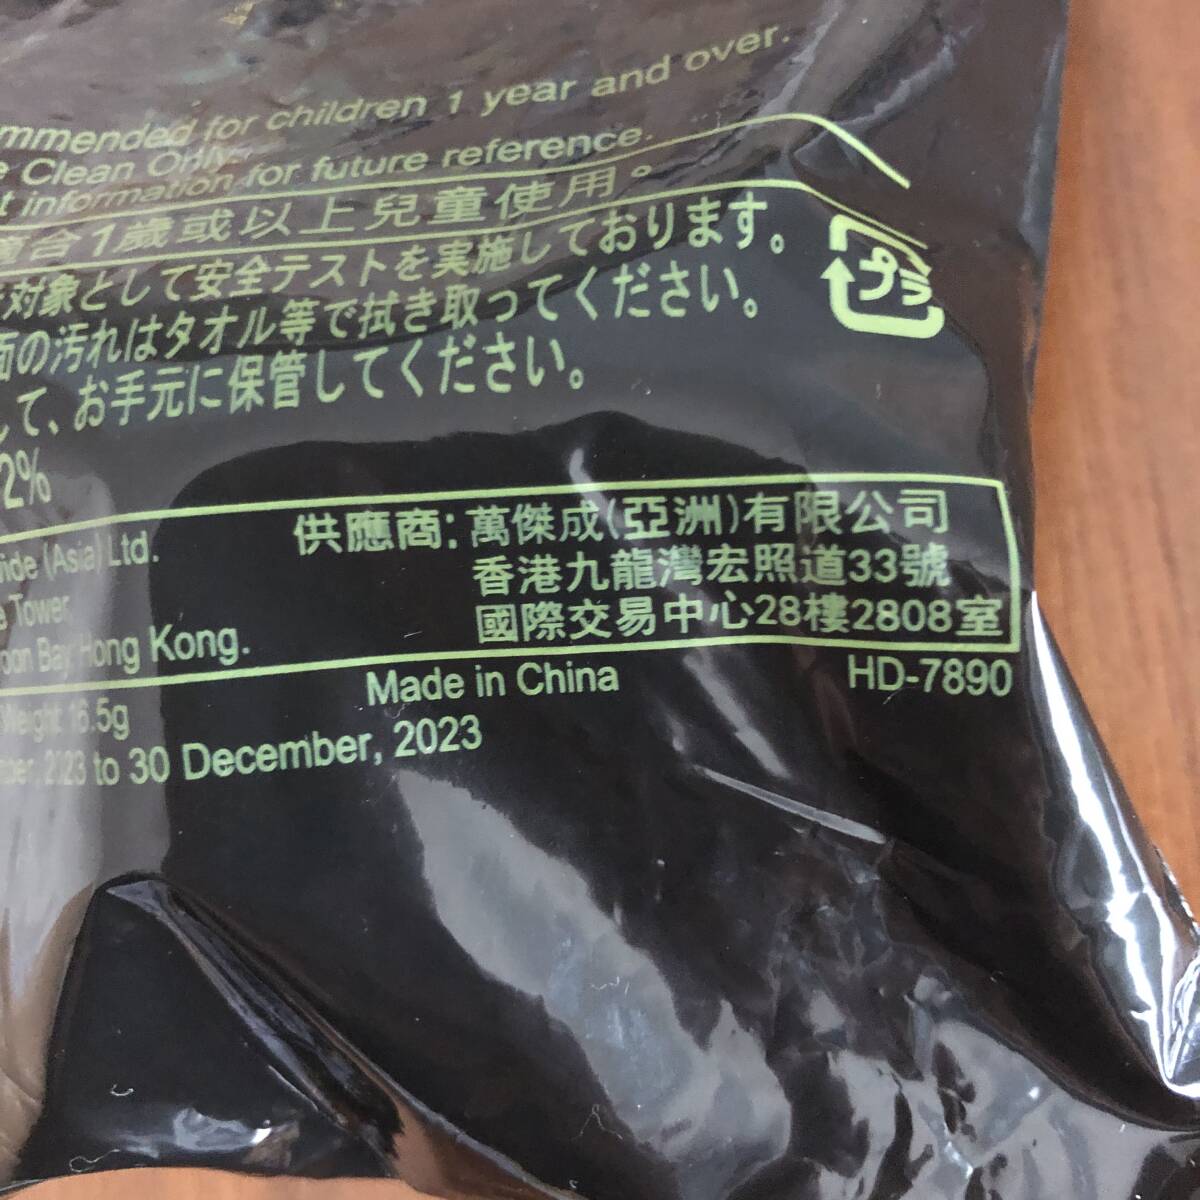 for children 1 year and over.
Clean Only.
information for future reference.
適合1歲或以上兒童使用。
対象として安全テストを実施しております。
面の汚れはタオル等で拭き取ってください。
して、お手元に保管してください。
プラ
2%
(Asia) Ltd.
供應商: 萬傑成(亞洲)有限公司
香港九龍灣宏照道33號
Tower.
國際交易中心28樓2808室
Bay, Hong Kong.
Made in China
HD-7890
Weight: 16.5g
to 30 December, 2023